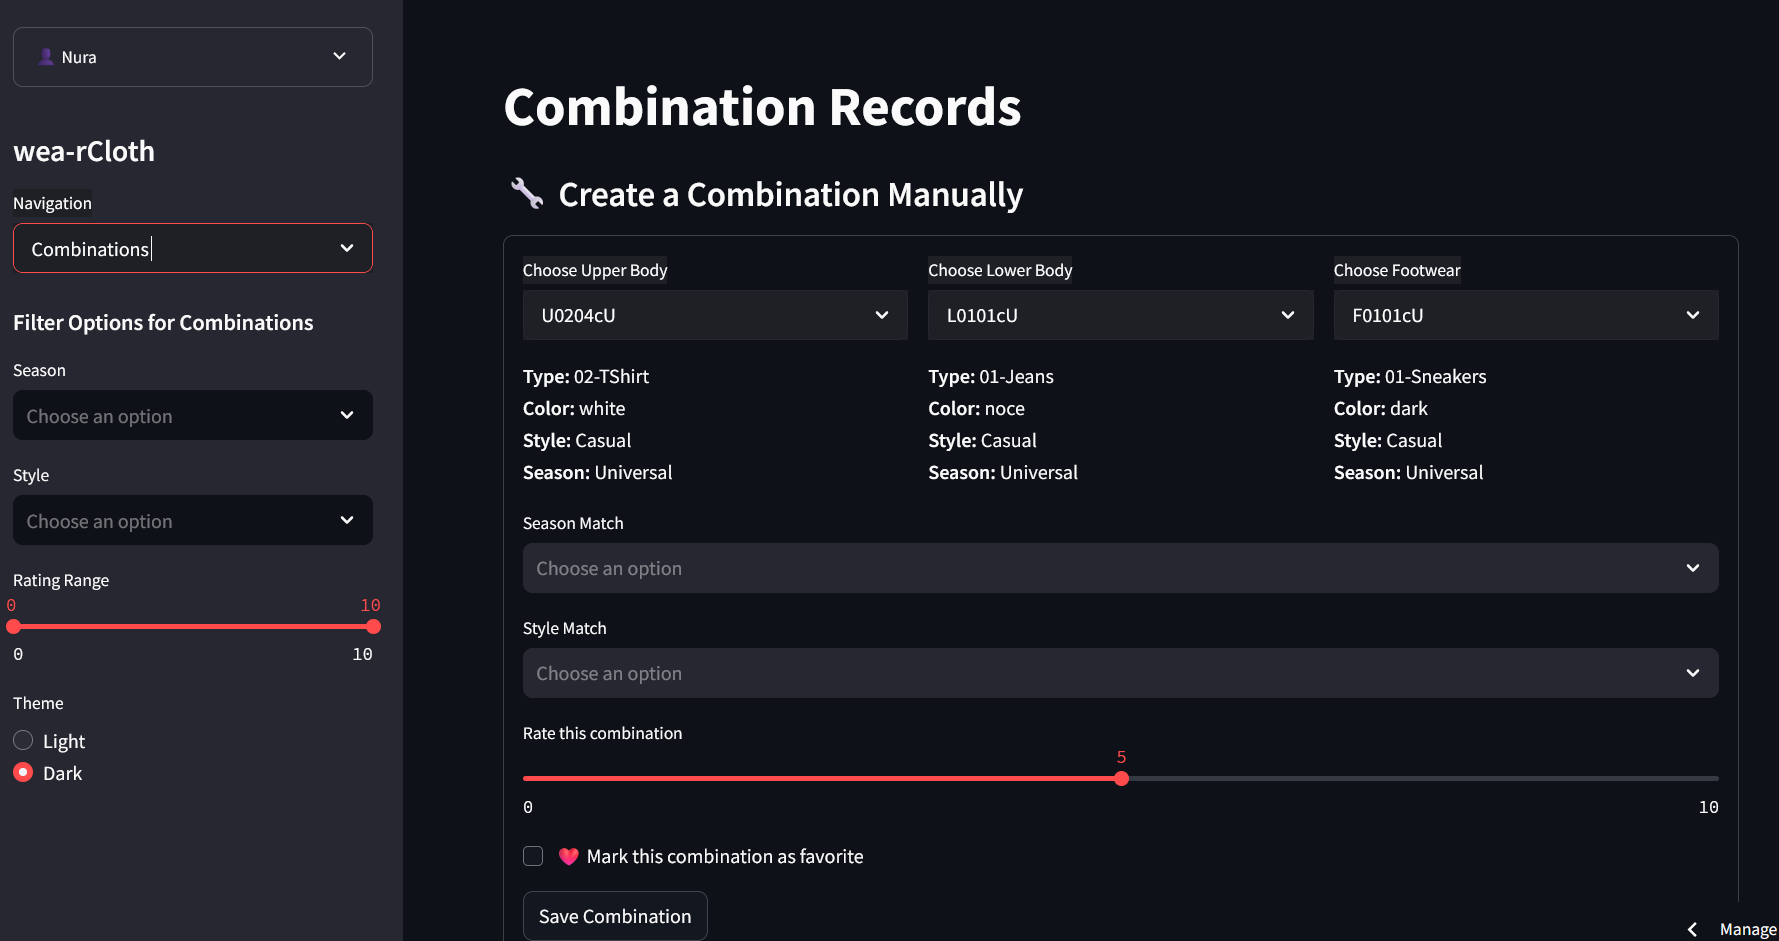 Nura
wea-rCloth
Navigation
Combinations
Filter Options for Combinations
Season
Choose an option
Style
Choose an option
Rating Range
0 10
0 10
Theme
Light
Dark
Combination Records
Create a Combination Manually
Choose Upper Body
U0204cU
Type: 02-TShirt
Color: white
Style: Casual
Season: Universal
Choose Lower Body
L0101cU
Type: 01-Jeans
Color: noce
Style: Casual
Season: Universal
Choose Footwear
F0101cU
Type: 01-Sneakers
Color: dark
Style: Casual
Season: Universal
Season Match
Choose an option
Style Match
Choose an option
Rate this combination
5
0 10
Mark this combination as favorite
Save Combination
Manage